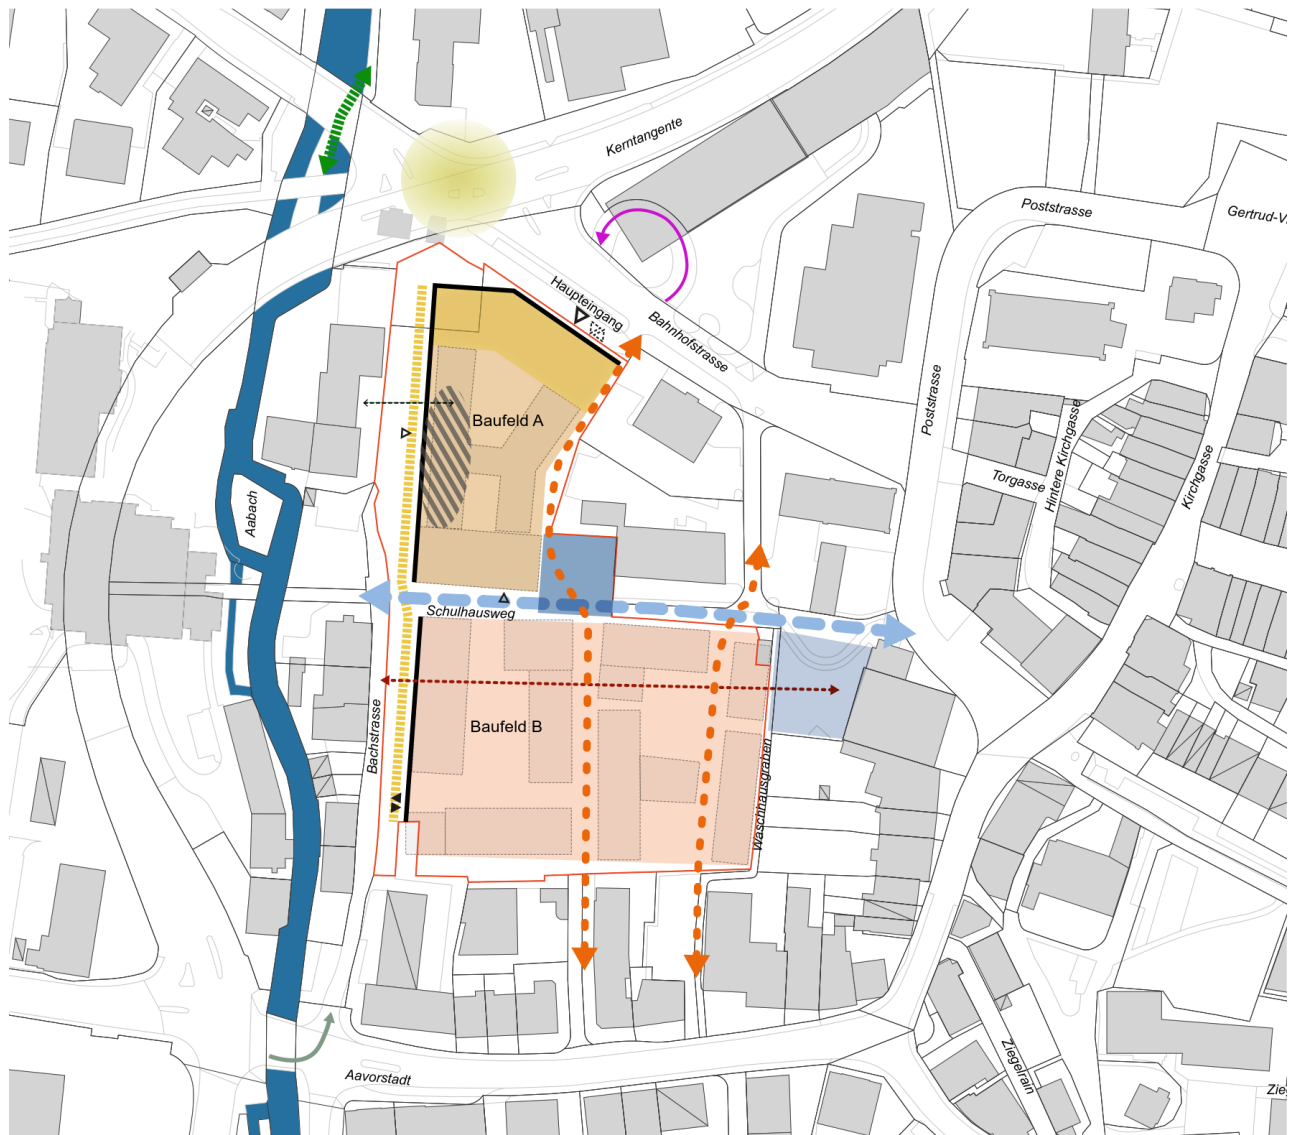 Kerntangente
Poststrasse
Gertrud-V
Haupteingang
Bahnhofstrasse
Poststrasse
Baufeld A
Hintere Kirchgasse
Kirchgasse
Torgasse
Aabach
Schulhausweg
Bachstrasse
Baufeld B
Waschhausgraben
Ziegelrain
Aavorstadt
Zie